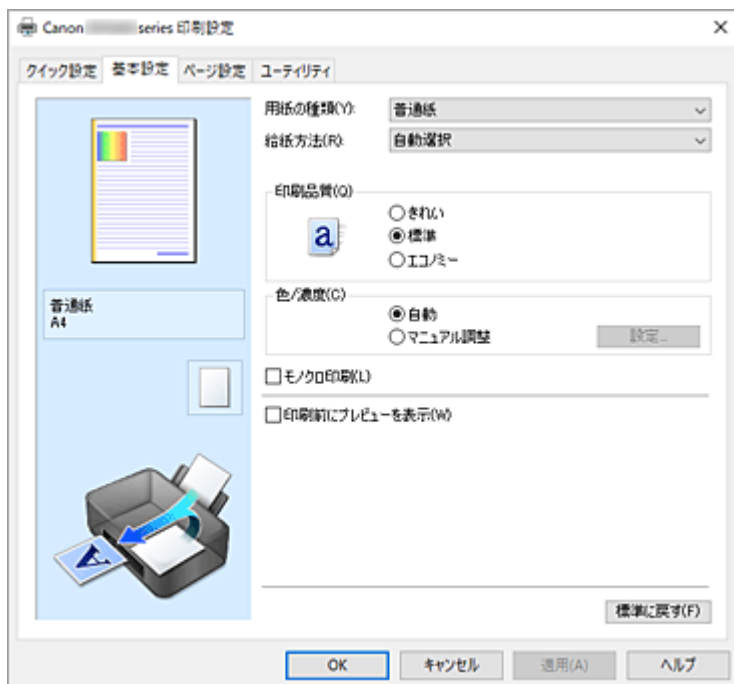 Canon series 印刷設定
クイック設定 基本設定 ページ設定 ユーティリティ
用紙の種類(Y): 普通紙
給紙方法(R): 自動選択
印刷品質(Q)
a
きれい
標準
エコノミー
色/濃度(C)
自動
マニュアル調整 設定...
モノクロ印刷(L)
印刷前にプレビューを表示(W)
普通紙
A4
A
標準に戻す(F)
OK キャンセル 適用(A) ヘルプ